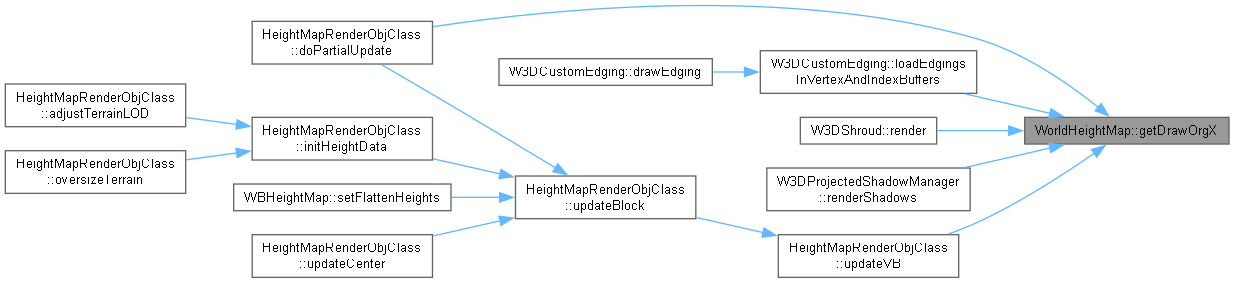 HeightMapRenderObjClass
::adjustTerrainLOD
HeightMapRenderObjClass
::oversizeTerrain
HeightMapRenderObjClass
::doPartialUpdate
HeightMapRenderObjClass
::initHeightData
WBHeightMap::setFlattenHeights
HeightMapRenderObjClass
::updateCenter
W3DCustomEdging::drawEdging
HeightMapRenderObjClass
::updateBlock
W3DCustomEdging::loadEdgings
InVertexAndIndexBuffers
W3DShroud::render
W3DProjectedShadowManager
::renderShadows
HeightMapRenderObjClass
::updateVB
WorldHeightMap::getDrawOrgX